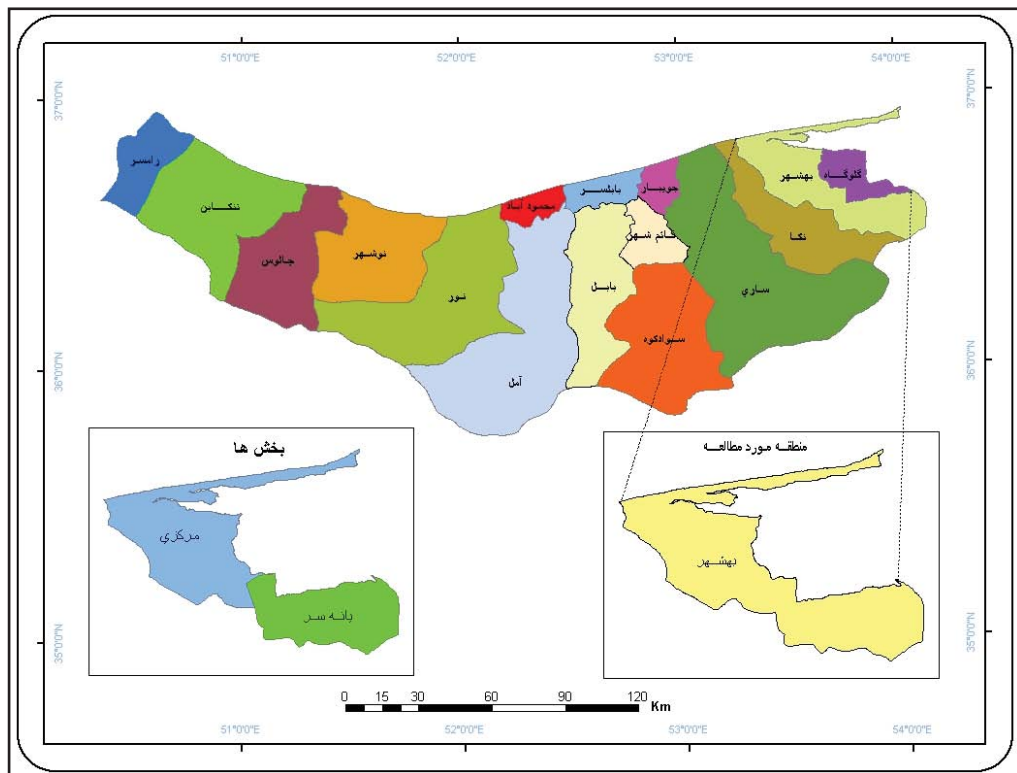 51°0'0"E 52°0'0"E 53°0'0"E 54°0'0"E
37°0'0"N 37°0'0"N
رامسر
تنکابن
چالوس
نوشهر
نور
محمود آباد
آمل
بابلسر
بابل
جویبار
قائم شهر
سوادکوه
ساري
نکا
بهشهر
گلوگاه
36°0'0"N 36°0'0"N
بخش ها
مرکزي
يانه سر
منطقه مورد مطالعه
بهشهر
35°0'0"N 35°0'0"N
0 15 30 60 90 120 Km
51°0'0"E 52°0'0"E 53°0'0"E 54°0'0"E